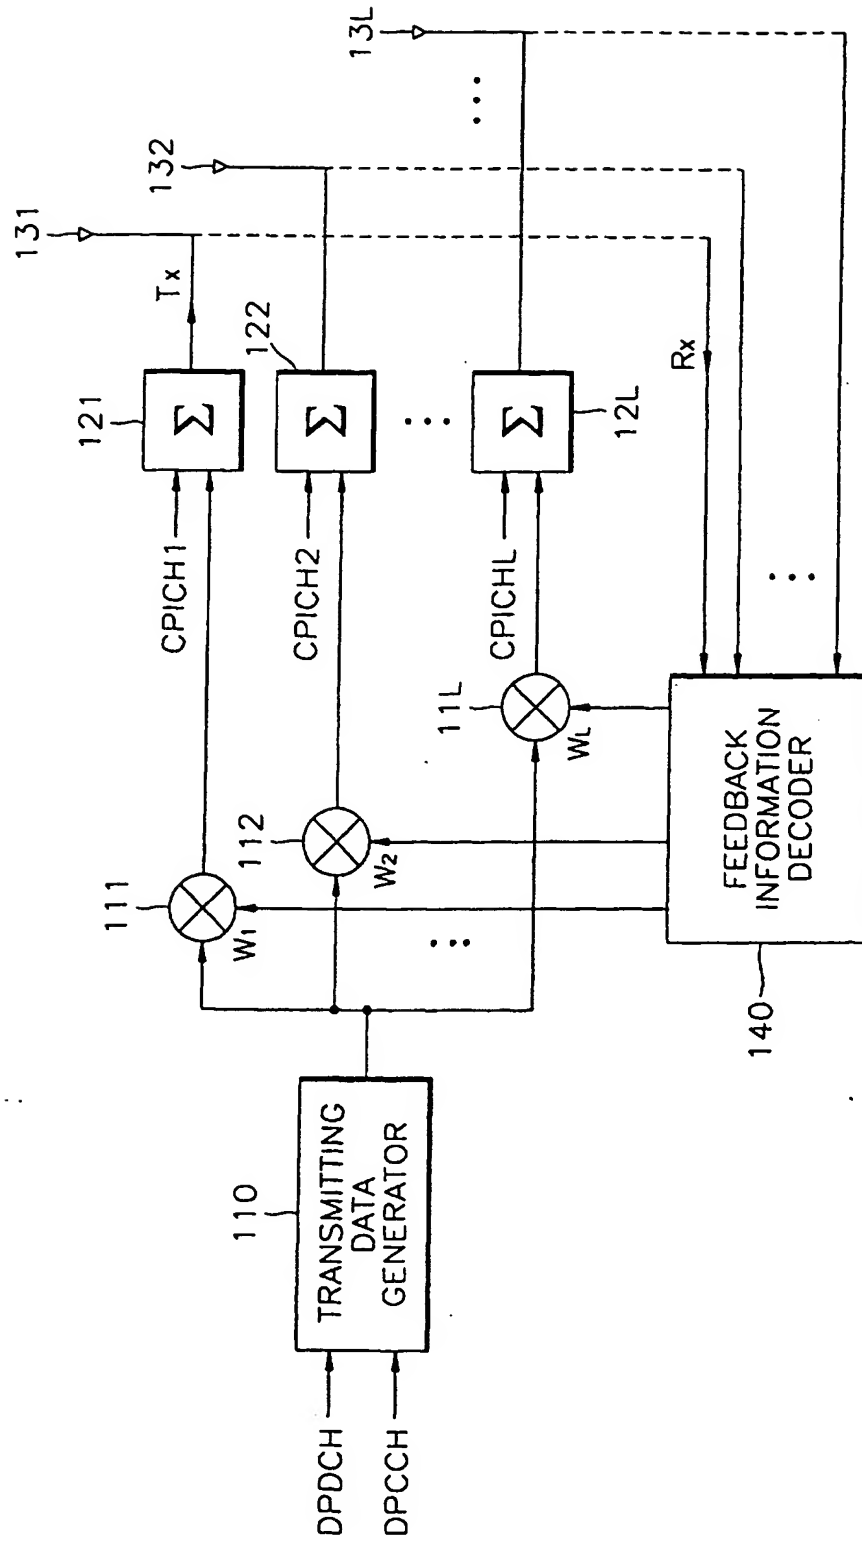 131
132
13L
Tx
121
Σ
122
Σ
12L
Σ
Rx
CPICH1
CPICH2
CPICHL
111
112
11L
W1
W2
WL
110
TRANSMITTING
DATA
GENERATOR
DPDCH
DPCCH
140
FEEDBACK
INFORMATION
DECODER